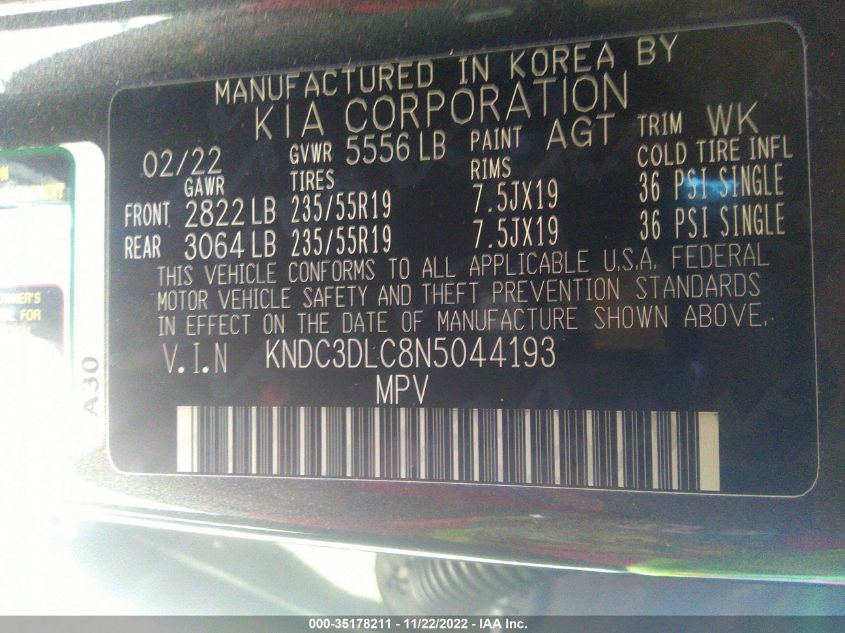 MANUFACTURED IN KOREA BY
KIA CORPORATION
02/22 GVWR 5556 LB PAINT AGT TRIM WK
GAWR TIRES RIMS COLD TIRE INFL
FRONT 2822 LB 235/55R19 7.5JX19 36 PSI SINGLE
REAR 3064 LB 235/55R19 7.5JX19 36 PSI SINGLE
THIS VEHICLE CONFORMS TO ALL APPLICABLE U.S.A. FEDERAL
MOTOR VEHICLE SAFETY AND THEFT PREVENTION STANDARDS
IN EFFECT ON THE DATE OF MANUFACTURE SHOWN ABOVE.
V.I.N KNDC3DLC8N5044193
MPV
A30
FOR
000-35178211 - 11/22/2022 - IAA Inc.